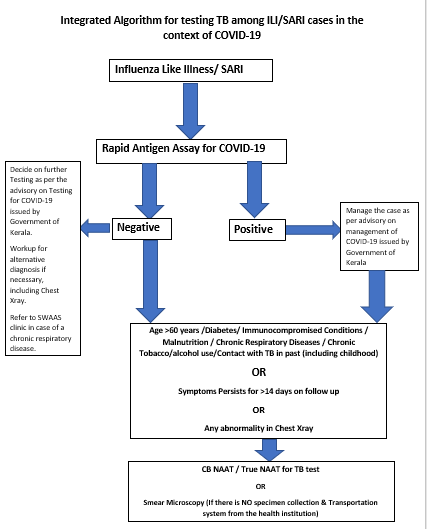 Integrated Algorithm for testing TB among ILI/SARI cases in the
context of COVID-19
Influenza Like Illness/ SARI
Rapid Antigen Assay for COVID-19
Decide on further
Testing as per the
advisory on Testing
for COVID-19
issued by
Government of
Kerala.
Workup for
alternative
diagnosis if
necessary,
including Chest
Xray.
Refer to SWAAS
clinic in case of a
chronic respiratory
disease.
Negative
Positive
Manage the case as
per advisory on
management of
COVID-19 issued by
Government of
Kerala
Age >60 years /Diabetes/ Immunocompromised Conditions /
Malnutrition / Chronic Respiratory Diseases / Chronic
Tobacco/alcohol use/Contact with TB in past (including childhood)
OR
Symptoms Persists for >14 days on follow up
OR
Any abnormality in Chest Xray
CB NAAT / True NAAT for TB test
OR
Smear Microscopy (If there is NO specimen collection & Transportation
system from the health institution)